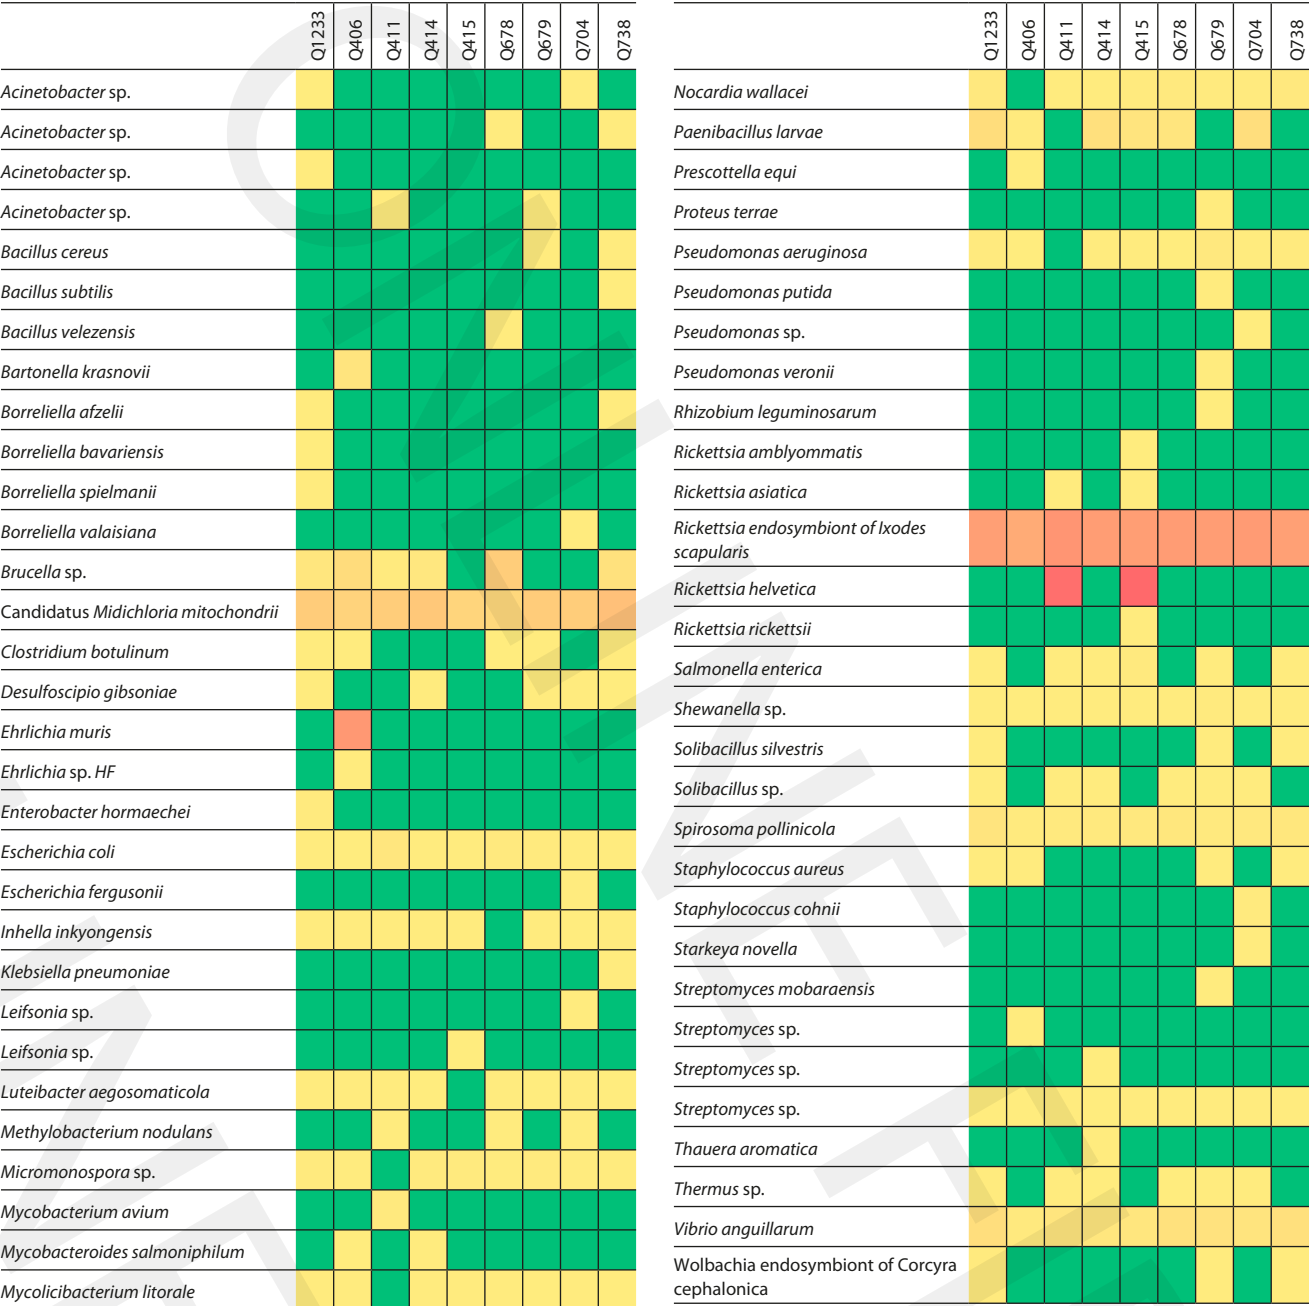 Q1233 Q406 Q411 Q414 Q415 Q678 Q679 Q704 Q738
Acinetobacter sp.
Acinetobacter sp.
Acinetobacter sp.
Acinetobacter sp.
Bacillus cereus
Bacillus subtilis
Bacillus velezensis
Bartonella krasnovii
Borreliella afzelii
Borreliella bavariensis
Borreliella spielmanii
Borreliella valaisiana
Brucella sp.
Candidatus Midichloria mitochondrii
Clostridium botulinum
Desulfoscipio gibsoniae
Ehrlichia muris
Ehrlichia sp. HF
Enterobacter hormaechei
Escherichia coli
Escherichia fergusonii
Inhella inkyongensis
Klebsiella pneumoniae
Leifsonia sp.
Leifsonia sp.
Luteibacter aegosomaticola
Methylobacterium nodulans
Micromonospora sp.
Mycobacterium avium
Mycobacteroides salmoniphilum
Mycolicibacterium litorale
Q1233 Q406 Q411 Q414 Q415 Q678 Q679 Q704 Q738
Nocardia wallacei
Paenibacillus larvae
Prescottella equi
Proteus terrae
Pseudomonas aeruginosa
Pseudomonas putida
Pseudomonas sp.
Pseudomonas veronii
Rhizobium leguminosarum
Rickettsia amblyommatis
Rickettsia asiatica
Rickettsia endosymbiont of Ixodes
scapularis
Rickettsia helvetica
Rickettsia rickettsii
Salmonella enterica
Shewanella sp.
Solibacillus silvestris
Solibacillus sp.
Spirosoma pollinicola
Staphylococcus aureus
Staphylococcus cohnii
Starkeya novella
Streptomyces mobaraensis
Streptomyces sp.
Streptomyces sp.
Streptomyces sp.
Thauera aromatica
Thermus sp.
Vibrio anguillarum
Wolbachia endosymbiont of Corcyra
cephalonica